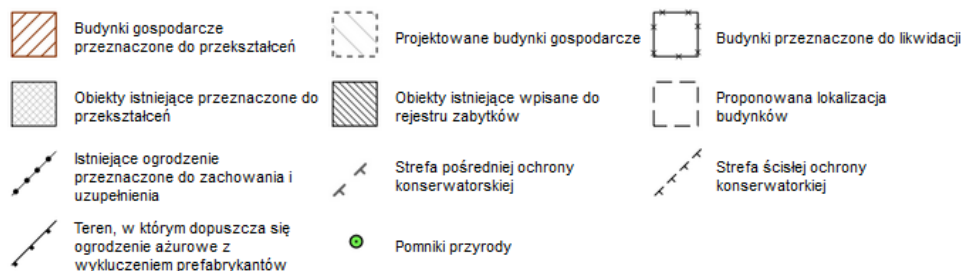 Budynki gospodarcze
przeznaczone do przekształceń
Projektowane budynki gospodarcze
Budynki przeznaczone do likwidacji
Obiekty istniejące przeznaczone do
przekształceń
Obiekty istniejące wpisane do
rejestru zabytków
Proponowana lokalizacja
budynków
Istniejące ogrodzenie
przeznaczone do zachowania i
uzupełnienia
Strefa pośredniej ochrony
konserwatorskiej
Strefa ścisłej ochrony
konserwatorkiej
Teren, w którym dopuszcza się
ogrodzenie ażurowe z
wykluczeniem prefabrykantów
Pomniki przyrody